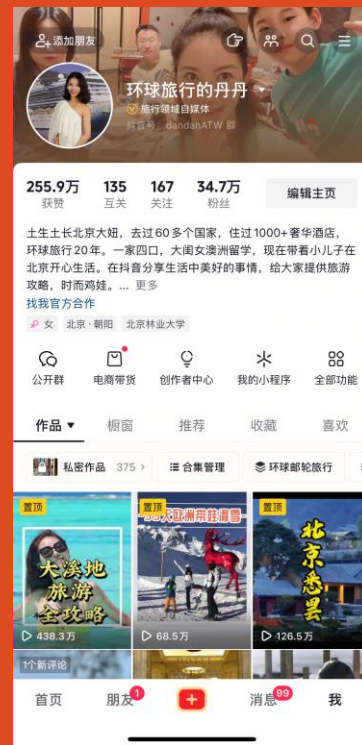 添加朋友
环球旅行的丹丹
旅行领域自媒体
抖音号：dandanATW
255.9万 135 167 34.7万
获赞 互关 关注 粉丝
编辑主页
土生土长北京大妞，去过60多个国家，住过1000+奢华酒店，
环球旅行20年。一家四口，大闺女澳洲留学，现在带着小儿子在
北京开心生活。在抖音分享生活中美好的事情，给大家提供旅游
攻略，时而鸡娃。... 更多
找我官方合作
女 北京·朝阳 北京林业大学
公开群 电商带货 创作者中心 我的小程序 全部功能
作品 橱窗 推荐 收藏 喜欢
私密作品 375 合集管理 环球邮轮旅行
置顶
大溪地
旅游
全攻略
438.3万
置顶
大欧洲带娃滑雪
68.5万
置顶
北京悉昙
126.5万
1个新评论
首页 朋友 1 消息 99 我